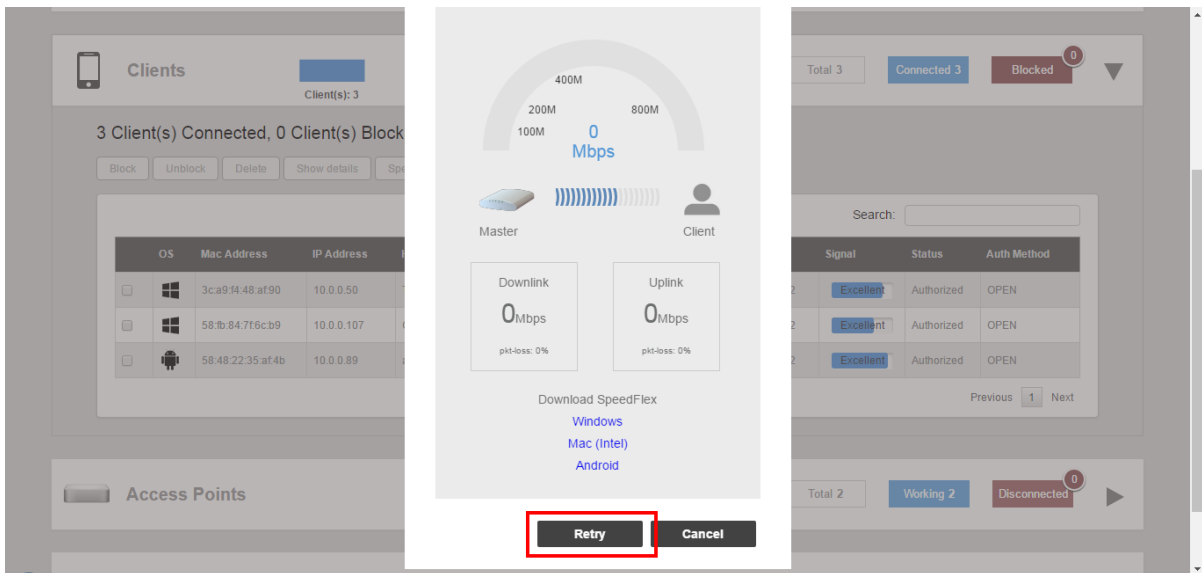 Clients
Client(s): 3
Total 3
Connected 3
Blocked
0
3 Client(s) Connected, 0 Client(s) Block
Block
Unblock
Delete
Show details
Spe
Search:
OS
Mac Address
IP Address
Signal
Status
Auth Method
3c:a9:f4:48:af:90
10.0.0.50
2
Excellent
Authorized
OPEN
58:fb:84:7f:6c:b9
10.0.0.107
2
Excellent
Authorized
OPEN
58:48:22:35:af:4b
10.0.0.89
2
Excellent
Authorized
OPEN
Previous 1 Next
400M
200M
800M
100M
0
Mbps
Master
Client
Downlink
0Mbps
pkt-loss: 0%
Uplink
0Mbps
pkt-loss: 0%
Download SpeedFlex
Windows
Mac (Intel)
Android
Retry
Cancel
Access Points
Total 2
Working 2
Disconnected
0